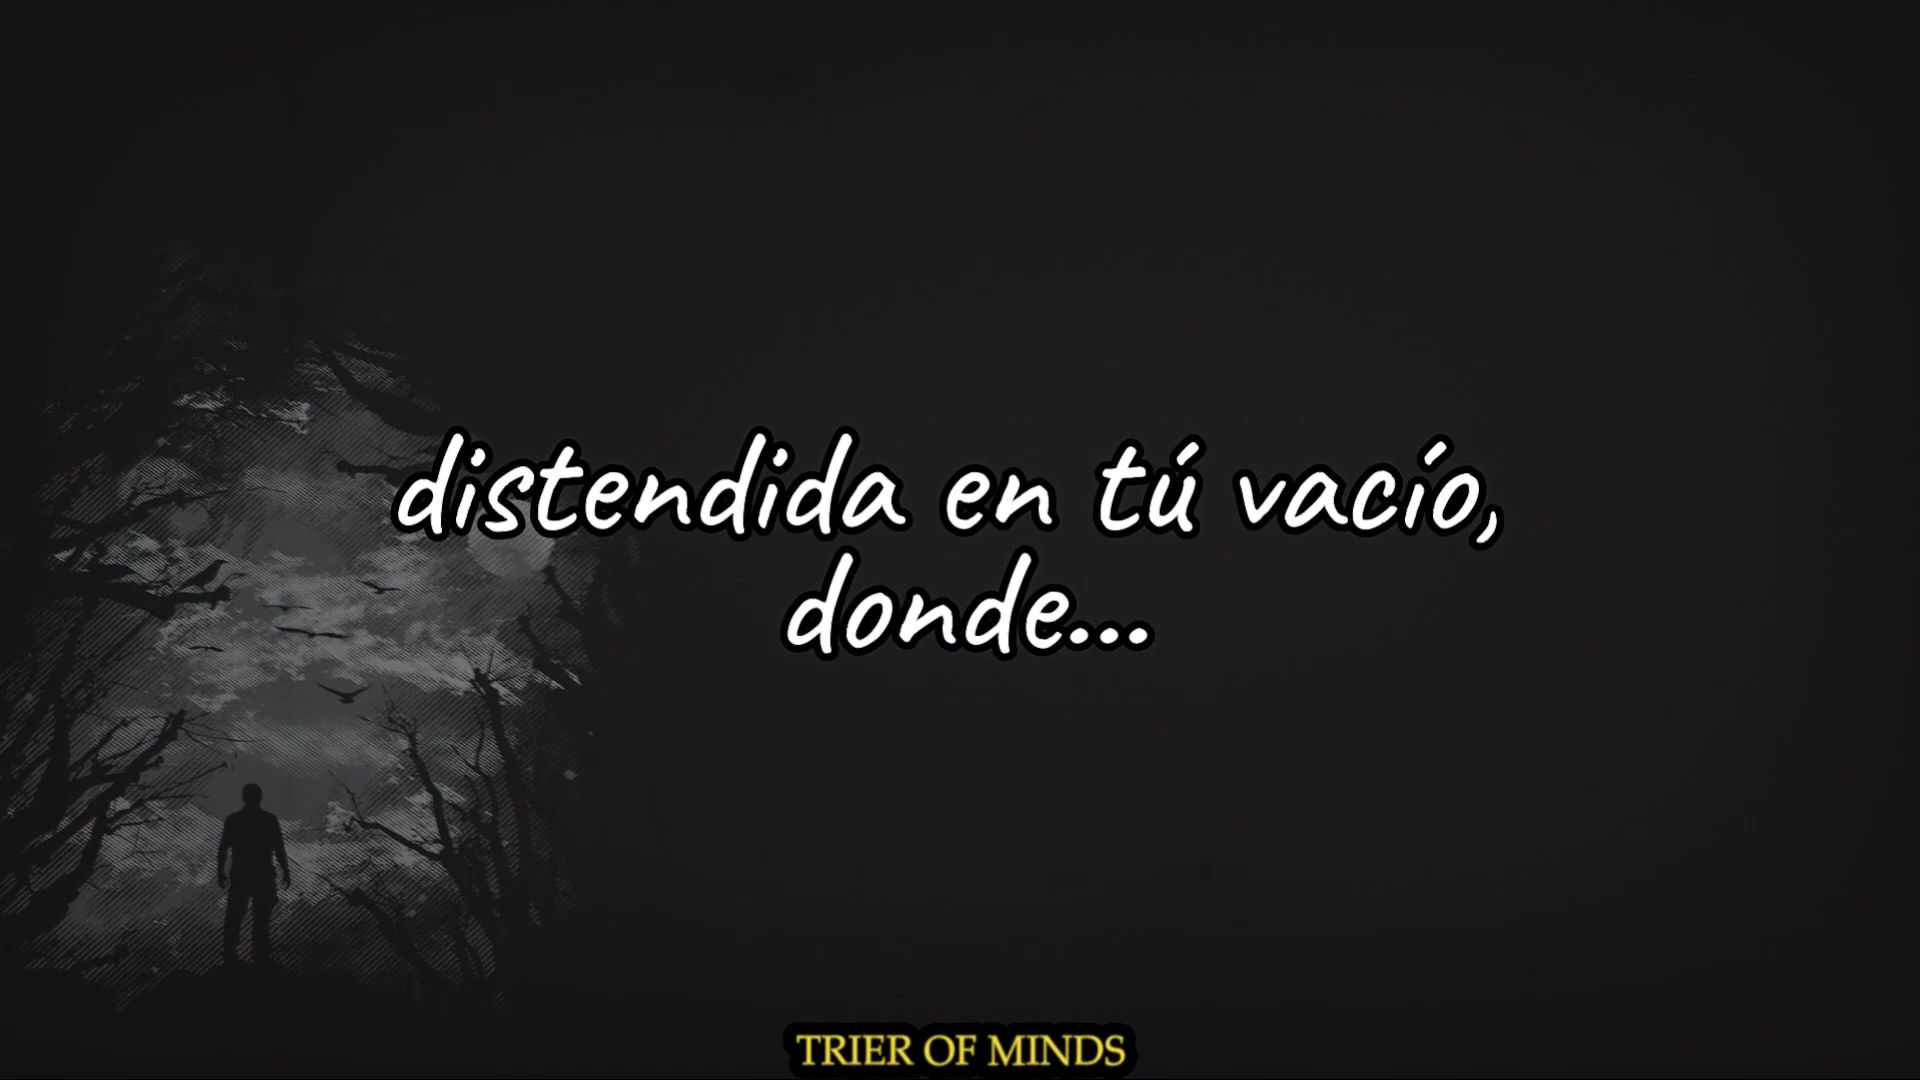 distendida en tú vacío,
donde...
TRIER OF MINDS